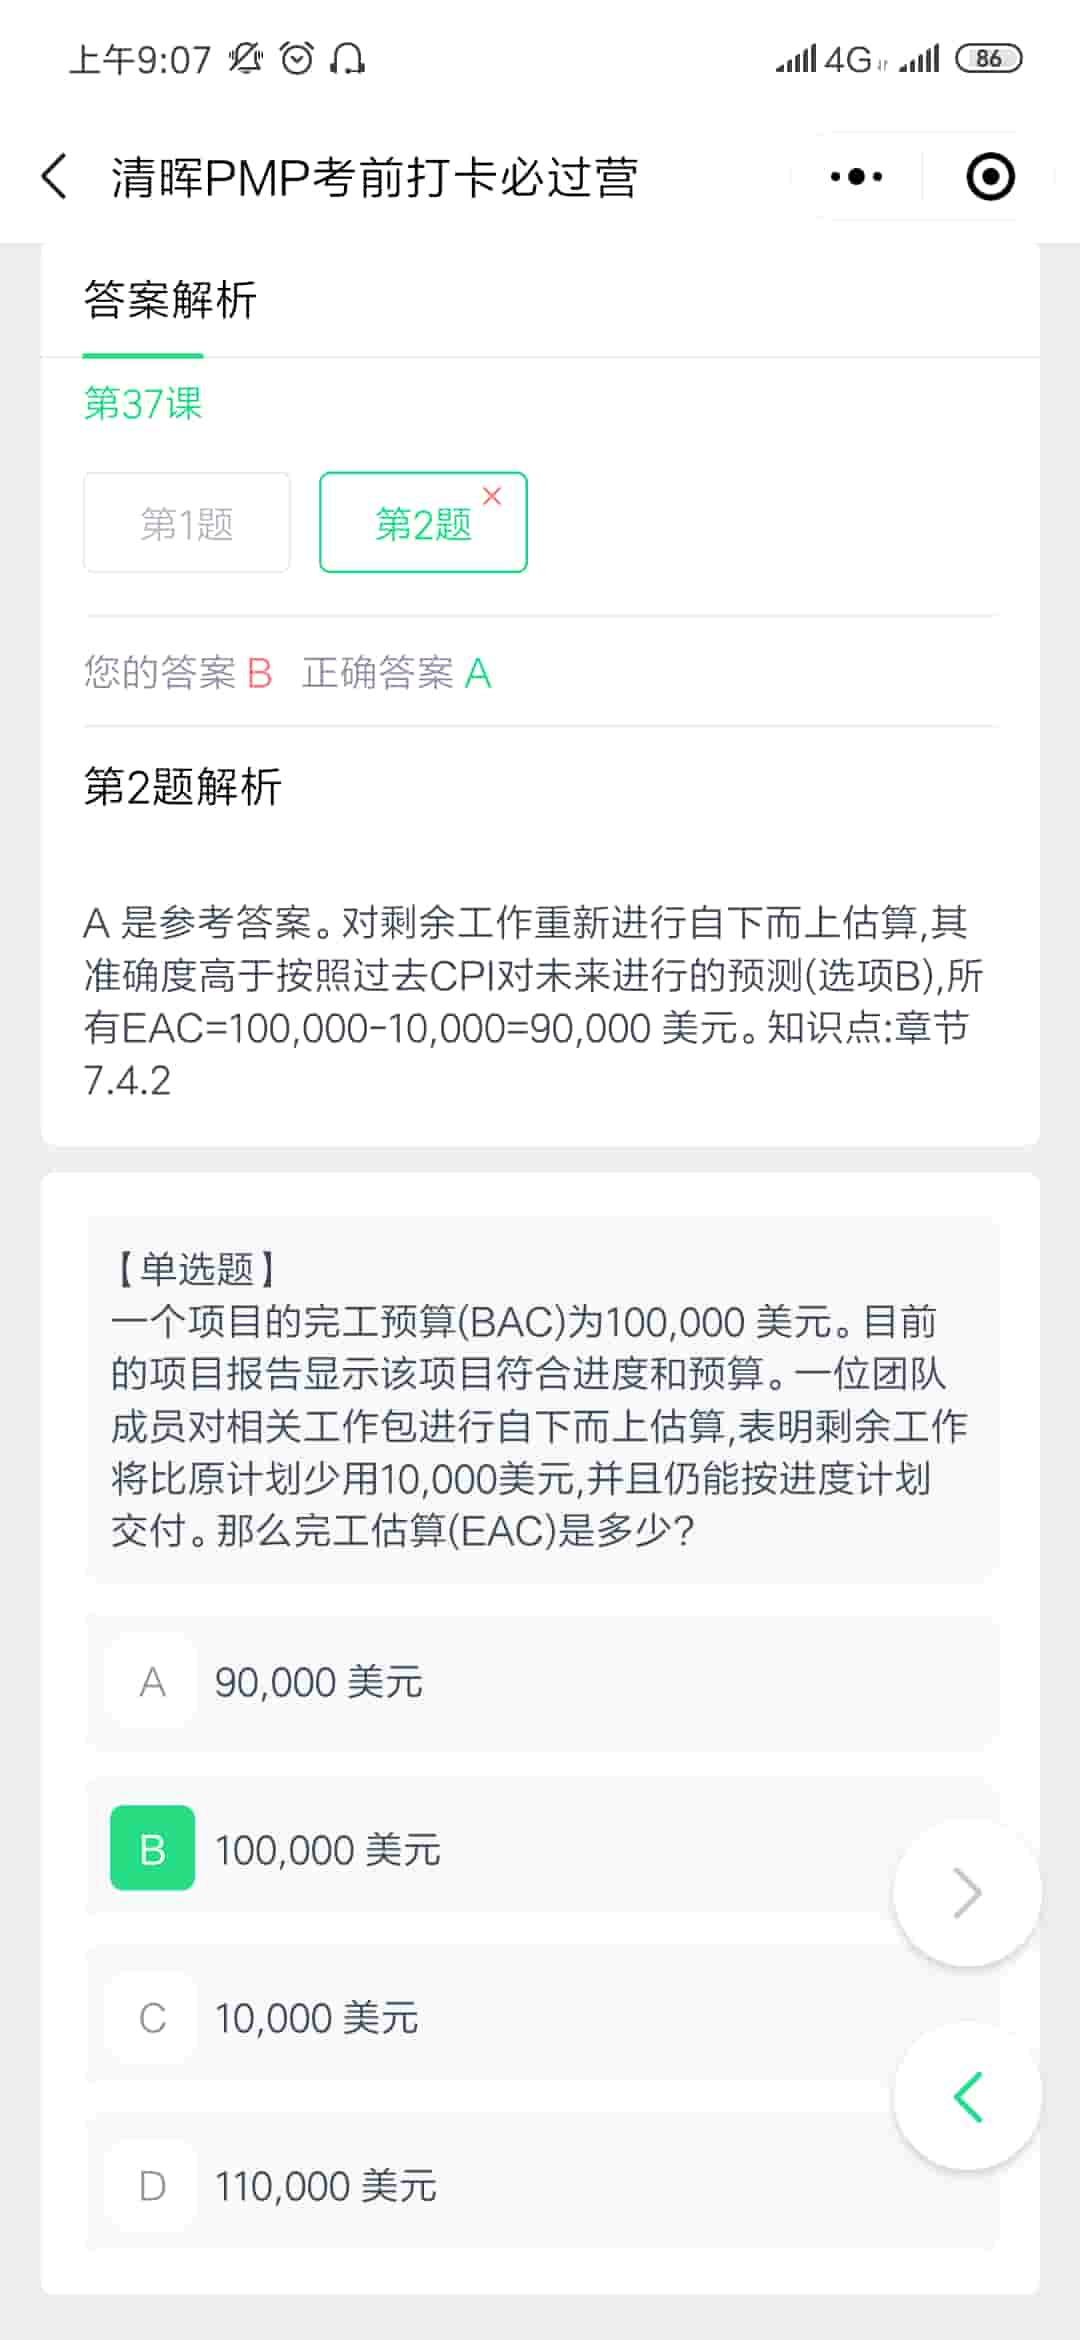 上午9:07
4G
86
清晖PMP考前打卡必过营
答案解析
第37课
第1题
第2题
您的答案 B 正确答案 A
第2题解析
A 是参考答案。对剩余工作重新进行自下而上估算,其
准确度高于按照过去CPI对未来进行的预测(选项B),所
有EAC=100,000-10,000=90,000 美元。知识点:章节
7.4.2
【单选题】
一个项目的完工预算(BAC)为100,000 美元。目前
的项目报告显示该项目符合进度和预算。一位团队
成员对相关工作包进行自下而上估算,表明剩余工作
将比原计划少用10,000美元,并且仍能按进度计划
交付。那么完工估算(EAC)是多少?
A 90,000 美元
B 100,000 美元
C 10,000 美元
D 110,000 美元